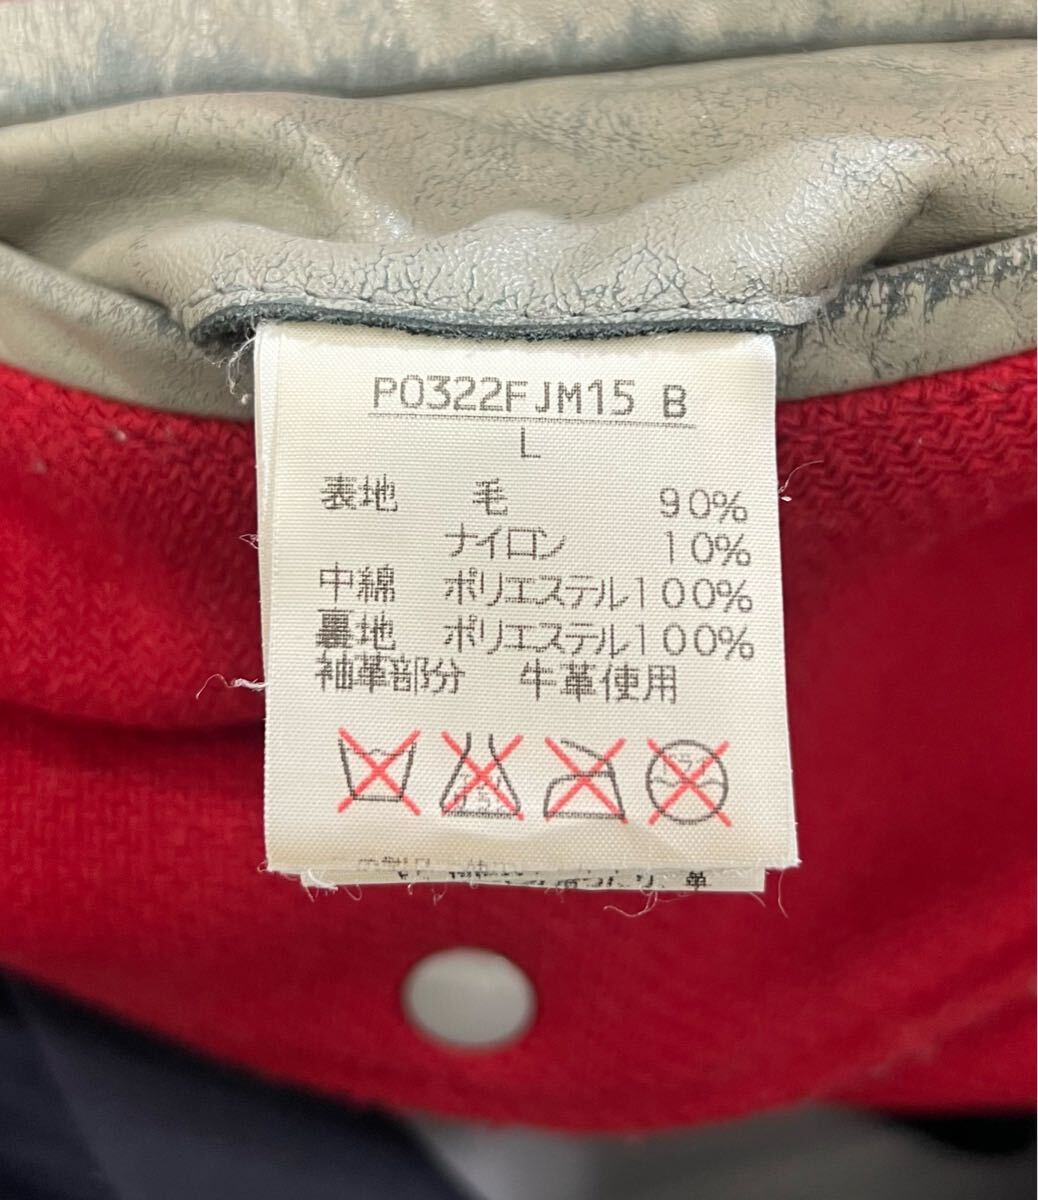 P0322FJM15 B
L
表地 毛 90%
ナイロン 10%
中綿 ポリエステル100%
裏地 ポリエステル100%
袖革部分 牛革使用